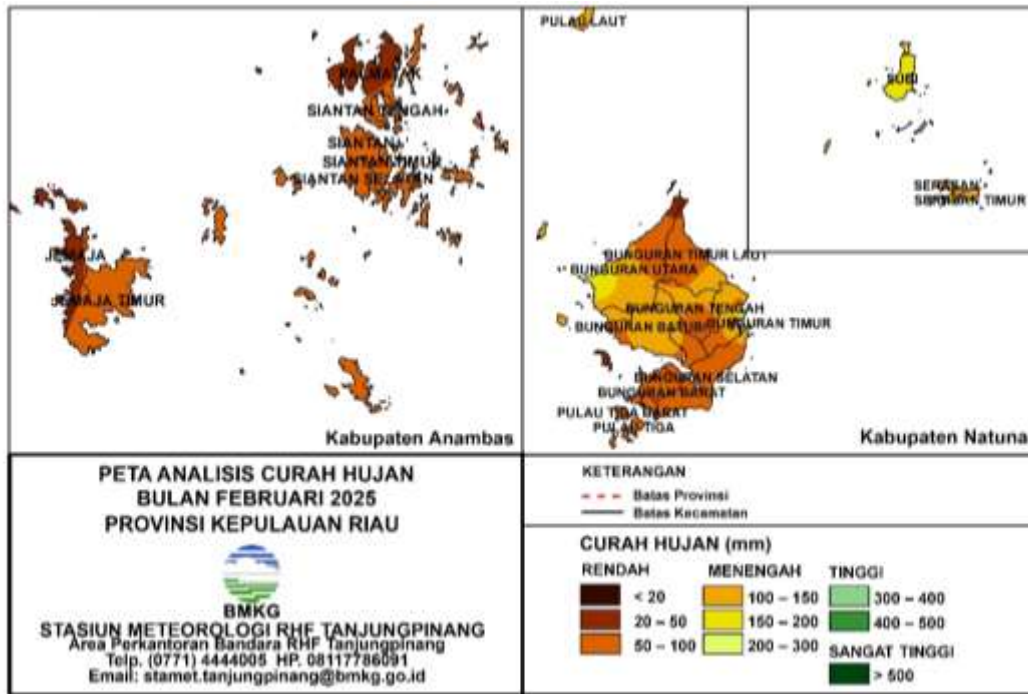 PALMATAK
SIANTAN TENGAH
SIANTAN
SIANTAN TIMUR
SIANTAN SELATAN
JEMAJA
JEMAJA TIMUR
Kabupaten Anambas
PULAU LAUT
SUBI
SERASAN
SERASAN TIMUR
BUNGURAN TIMUR LAUT
BUNGURAN UTARA
BUNGURAN TENGAH
BUNGURAN BATUBI
BUNGURAN TIMUR
BUNGURAN SELATAN
BUNGURAN BARAT
PULAU TIGA BARAT
PULAU TIGA
Kabupaten Natuna
PETA ANALISIS CURAH HUJAN
BULAN FEBRUARI 2025
PROVINSI KEPULAUAN RIAU
BMKG
STASIUN METEOROLOGI RHF TANJUNGPINANG
Area Perkantoran Bandara RHF Tanjungpinang
Telp. (0771) 4444005 HP. 08117786091
Email: stamet.tanjungpinang@bmkg.go.id
KETERANGAN
Batas Provinsi
Batas Kecamatan
CURAH HUJAN (mm)
RENDAH MENENGAH TINGGI
< 20 100 – 150 300 – 400
20 – 50 150 – 200 400 – 500
50 – 100 200 – 300 SANGAT TINGGI
> 500